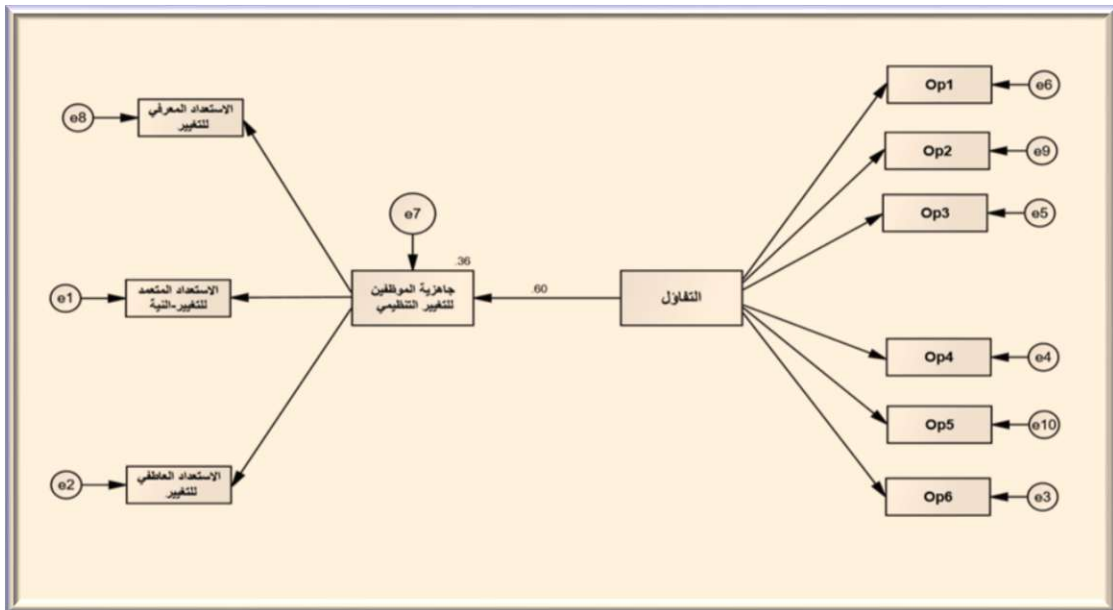 Op1
e6
Op2
e9
Op3
e5
Op4
e4
Op5
e10
Op6
e3
التفاؤل
.60
e7
.36
جاهزية الموظفين
للتغيير التنظيمي
الاستعداد المعرفي
للتغيير
e8
الاستعداد المتعمد
للتغيير-النية
e1
الاستعداد العاطفي
للتغيير
e2